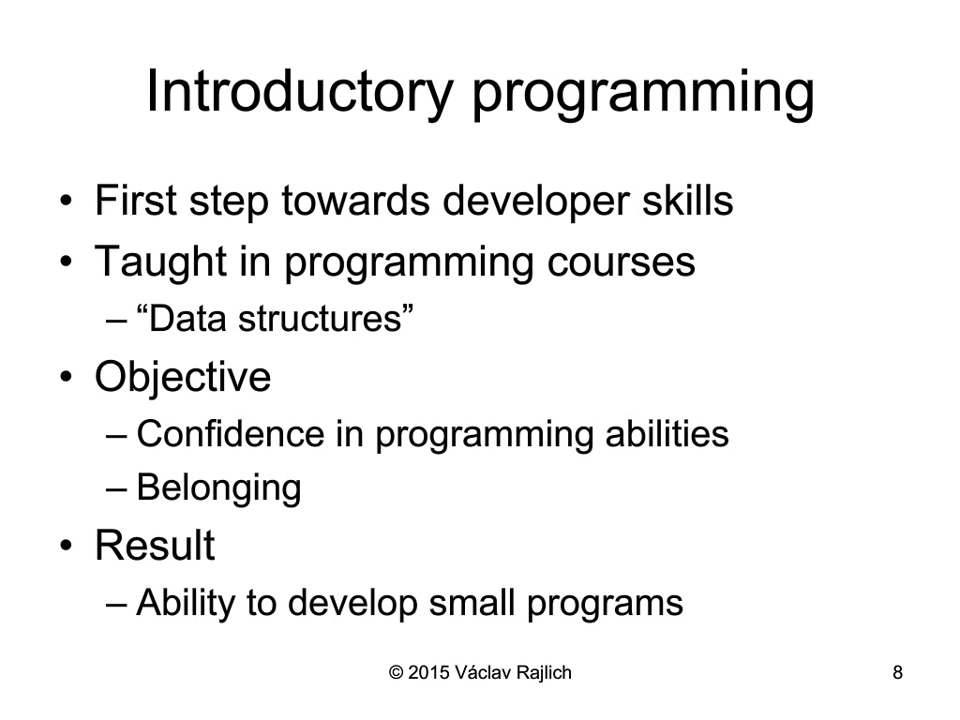 Introductory programming
• First step towards developer skills
• Taught in programming courses
– “Data structures”
• Objective
– Confidence in programming abilities
– Belonging
• Result
– Ability to develop small programs
© 2015 Václav Rajlich 8